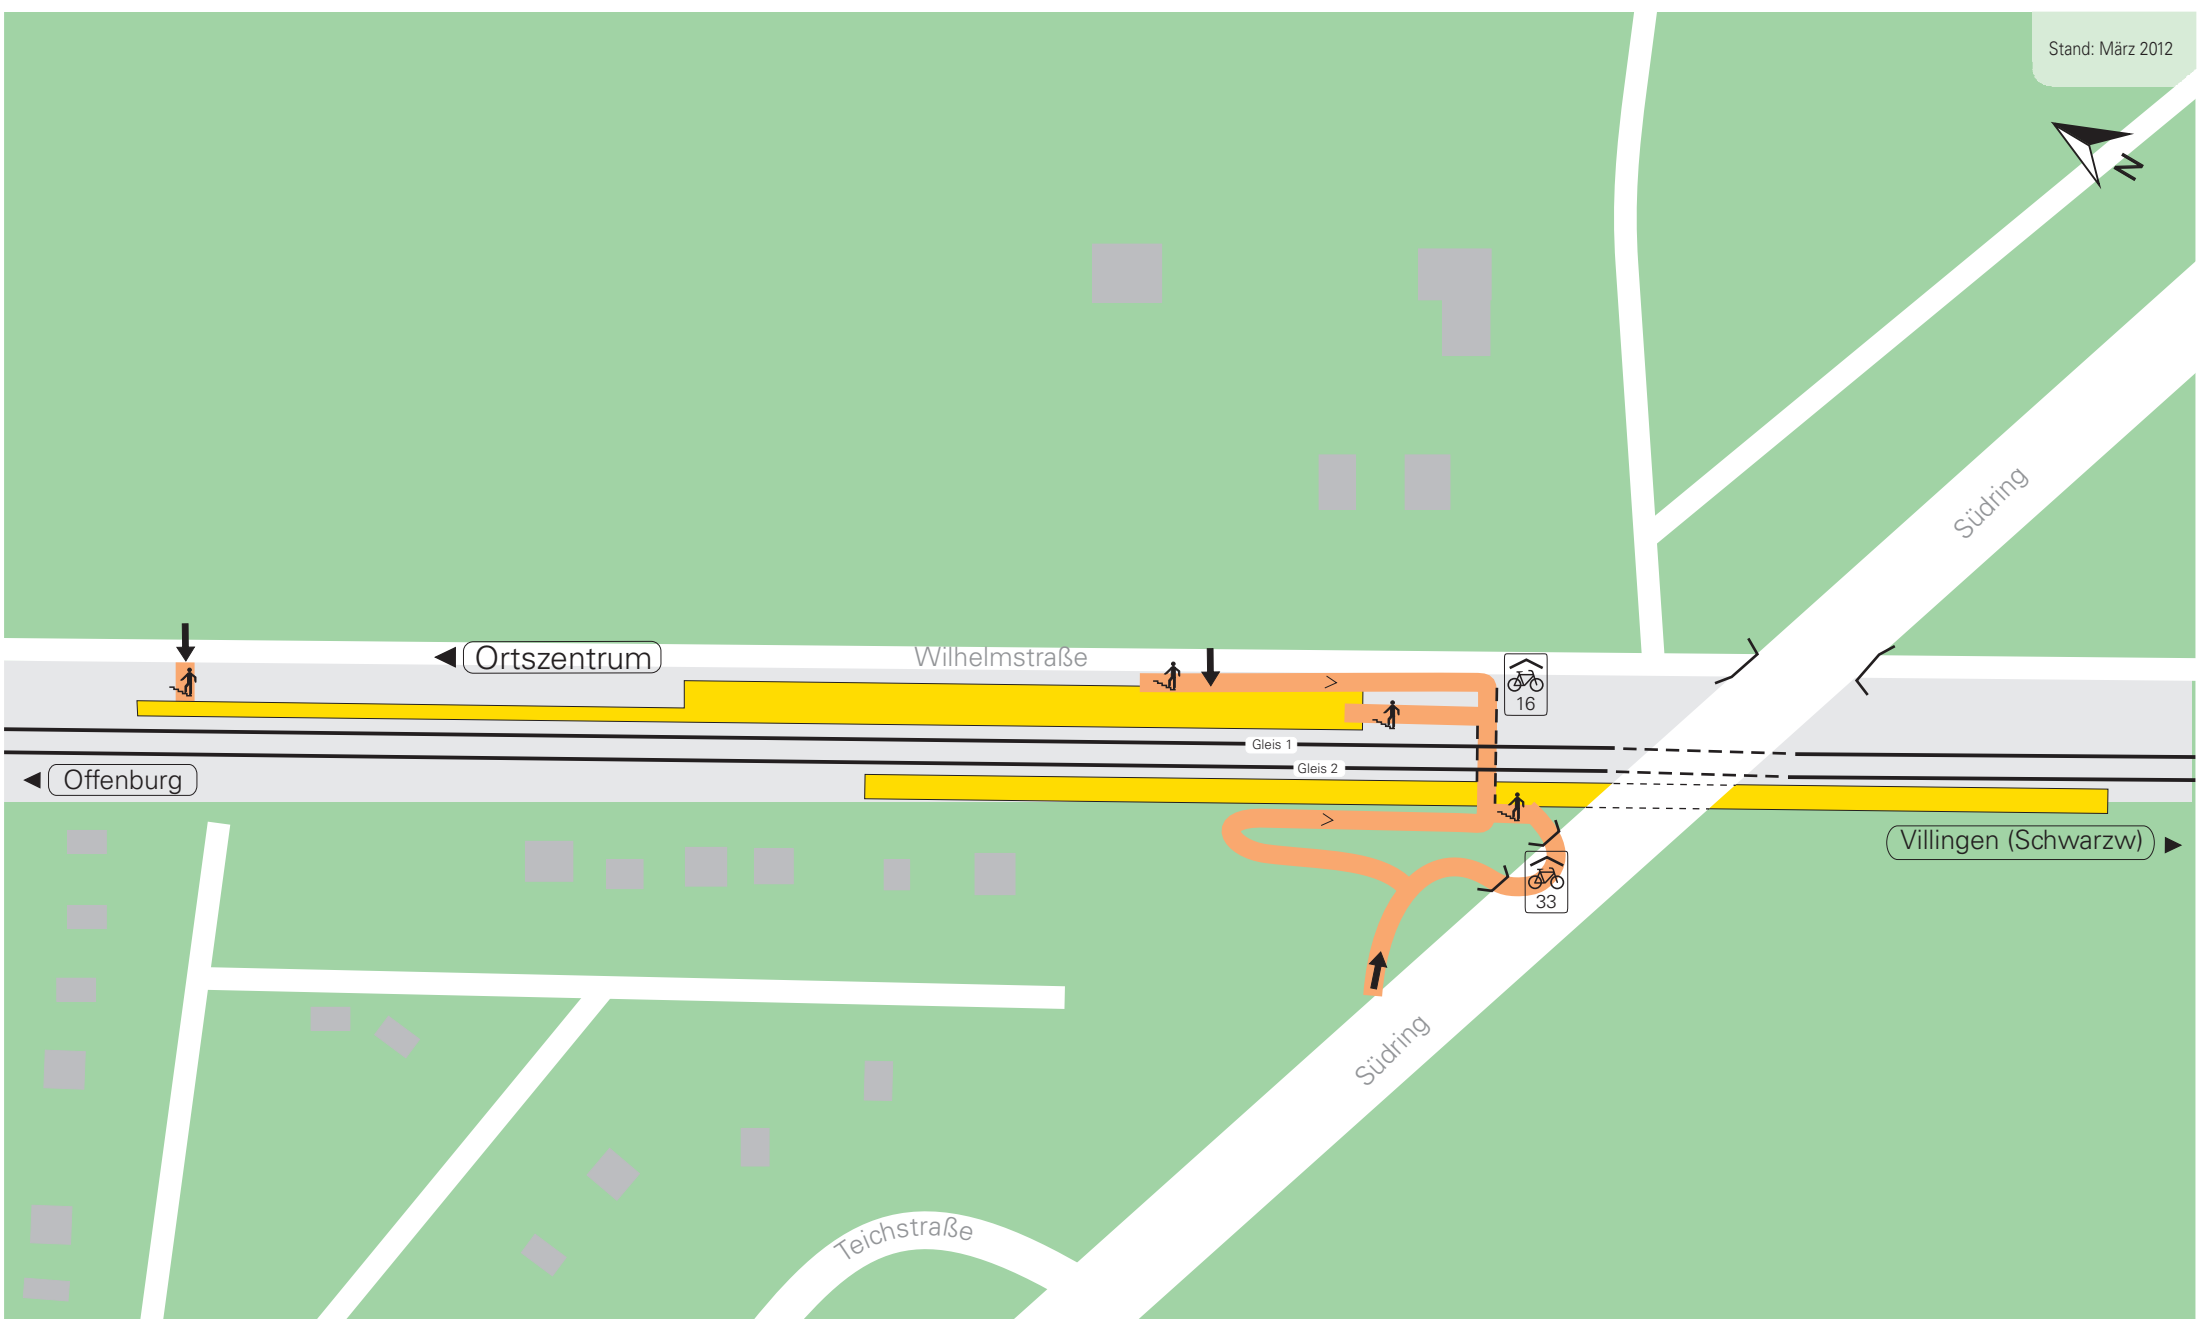 Stand: März 2012
N
Südring
Ortszentrum
Wilhelmstraße
16
Gleis 1
Gleis 2
Offenburg
Villingen (Schwarzw)
33
Südring
Teichstraße